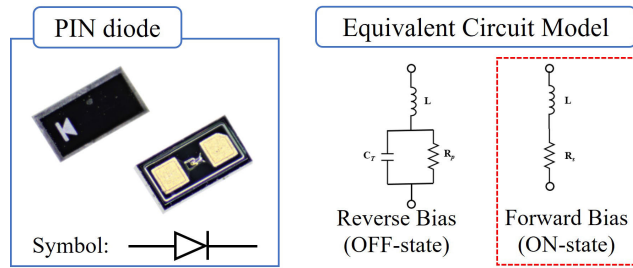 PIN diode
Symbol:
Equivalent Circuit Model
L
C_T
R_p
Reverse Bias
(OFF-state)
L
R_s
Forward Bias
(ON-state)